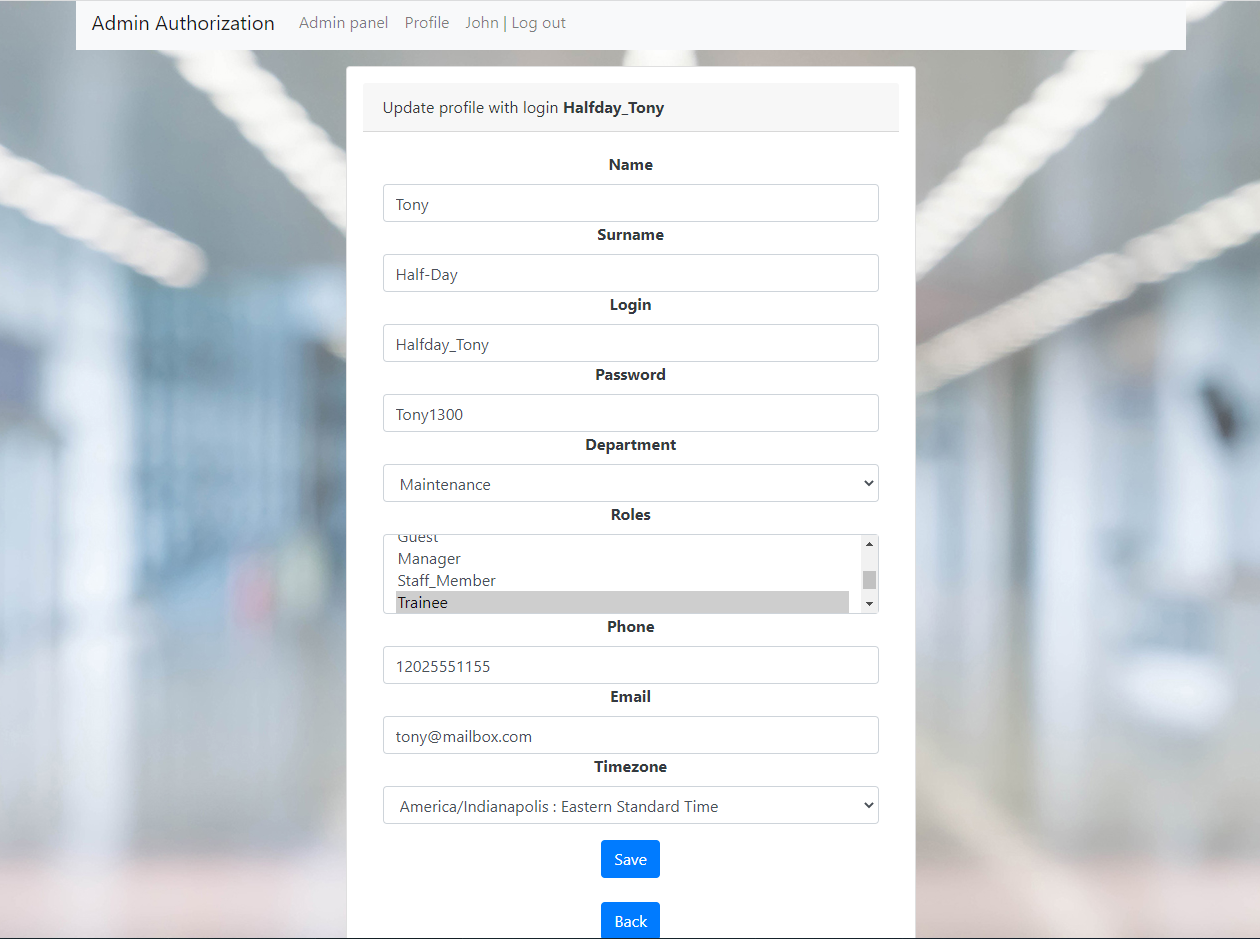 Admin Authorization Admin panel Profile John | Log out
Update profile with login Halfday_Tony
Name
Tony
Surname
Half-Day
Login
Halfday_Tony
Password
Tony1300
Department
Maintenance
Roles
Guest
Manager
Staff_Member
Trainee
Phone
12025551155
Email
tony@mailbox.com
Timezone
America/Indianapolis : Eastern Standard Time
Save
Back